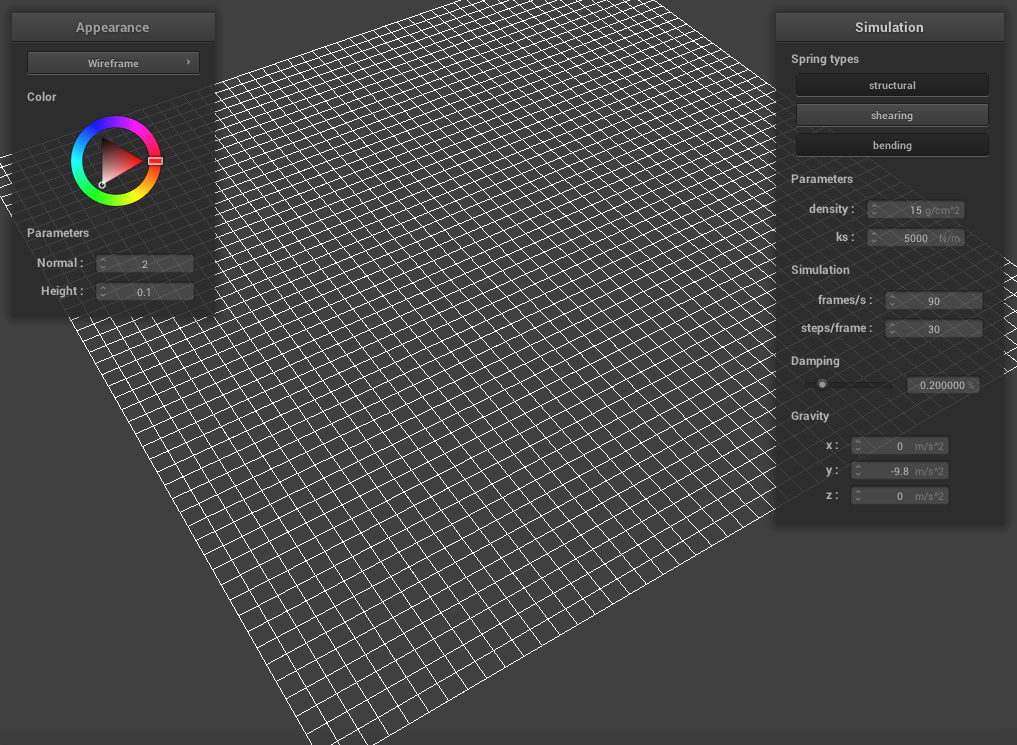 Appearance
Wireframe
Color
Parameters
Normal : 2
Height : 0.1
Simulation
Spring types
structural
shearing
bending
Parameters
density : 15 g/cm^2
ks : 5000 N/m
Simulation
frames/s : 90
steps/frame : 30
Damping
0.200000 %
Gravity
x : 0 m/s^2
y : -9.8 m/s^2
z : 0 m/s^2